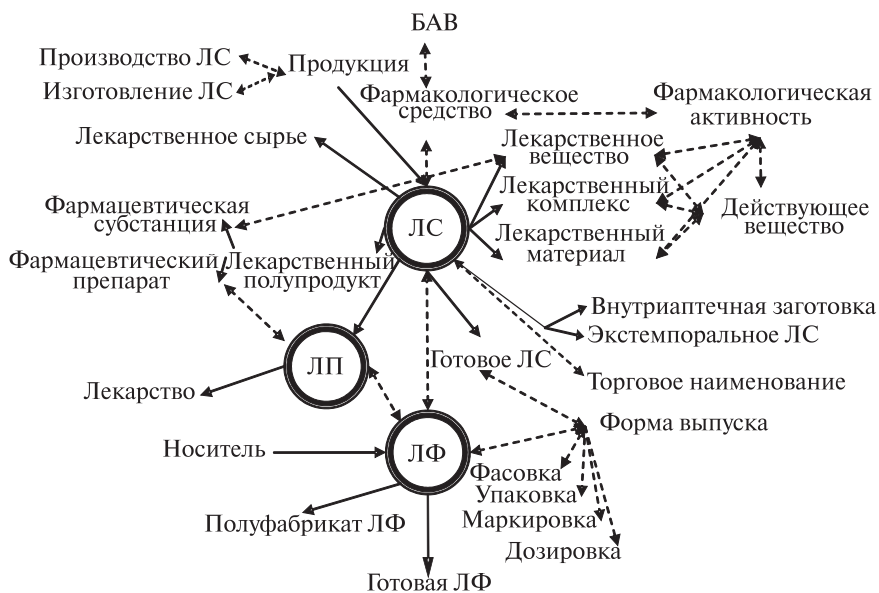 БАВ
Производство ЛС
Продукция
Изготовление ЛС
Фармакологическое
средство
Фармакологическая
активность
Лекарственное сырье
Лекарственное
вещество
Лекарственный
комплекс
Лекарственный
материал
Действующее
вещество
Фармацевтическая
субстанция
ЛС
Фармацевтический
препарат
Лекарственный
полупродукт
Внутриаптечная заготовка
Экстемпоральное ЛС
ЛП
Готовое ЛС
Торговое наименование
Лекарство
Форма выпуска
Носитель
ЛФ
Фасовка
Упаковка
Маркировка
Дозировка
Полуфабрикат ЛФ
Готовая ЛФ